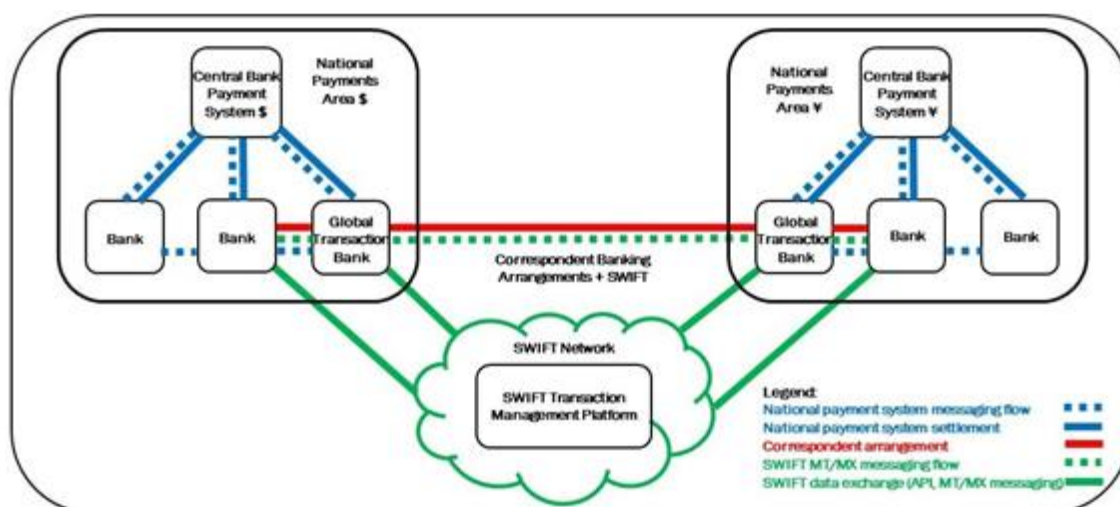 Central Bank
Payment
System $
National
Payments
Area $
Bank
Bank
Global
Transaction
Bank
National
Payments
Area ¥
Central Bank
Payment
System ¥
Global
Transaction
Bank
Bank
Bank
Correspondent Banking
Arrangements + SWIFT
SWIFT Network
SWIFT Transaction
Management Platform
Legend:
National payment system messaging flow
National payment system settlement
Correspondent arrangement
SWIFT MT/MX messaging flow
SWIFT data exchange (API, MT/MX messaging)